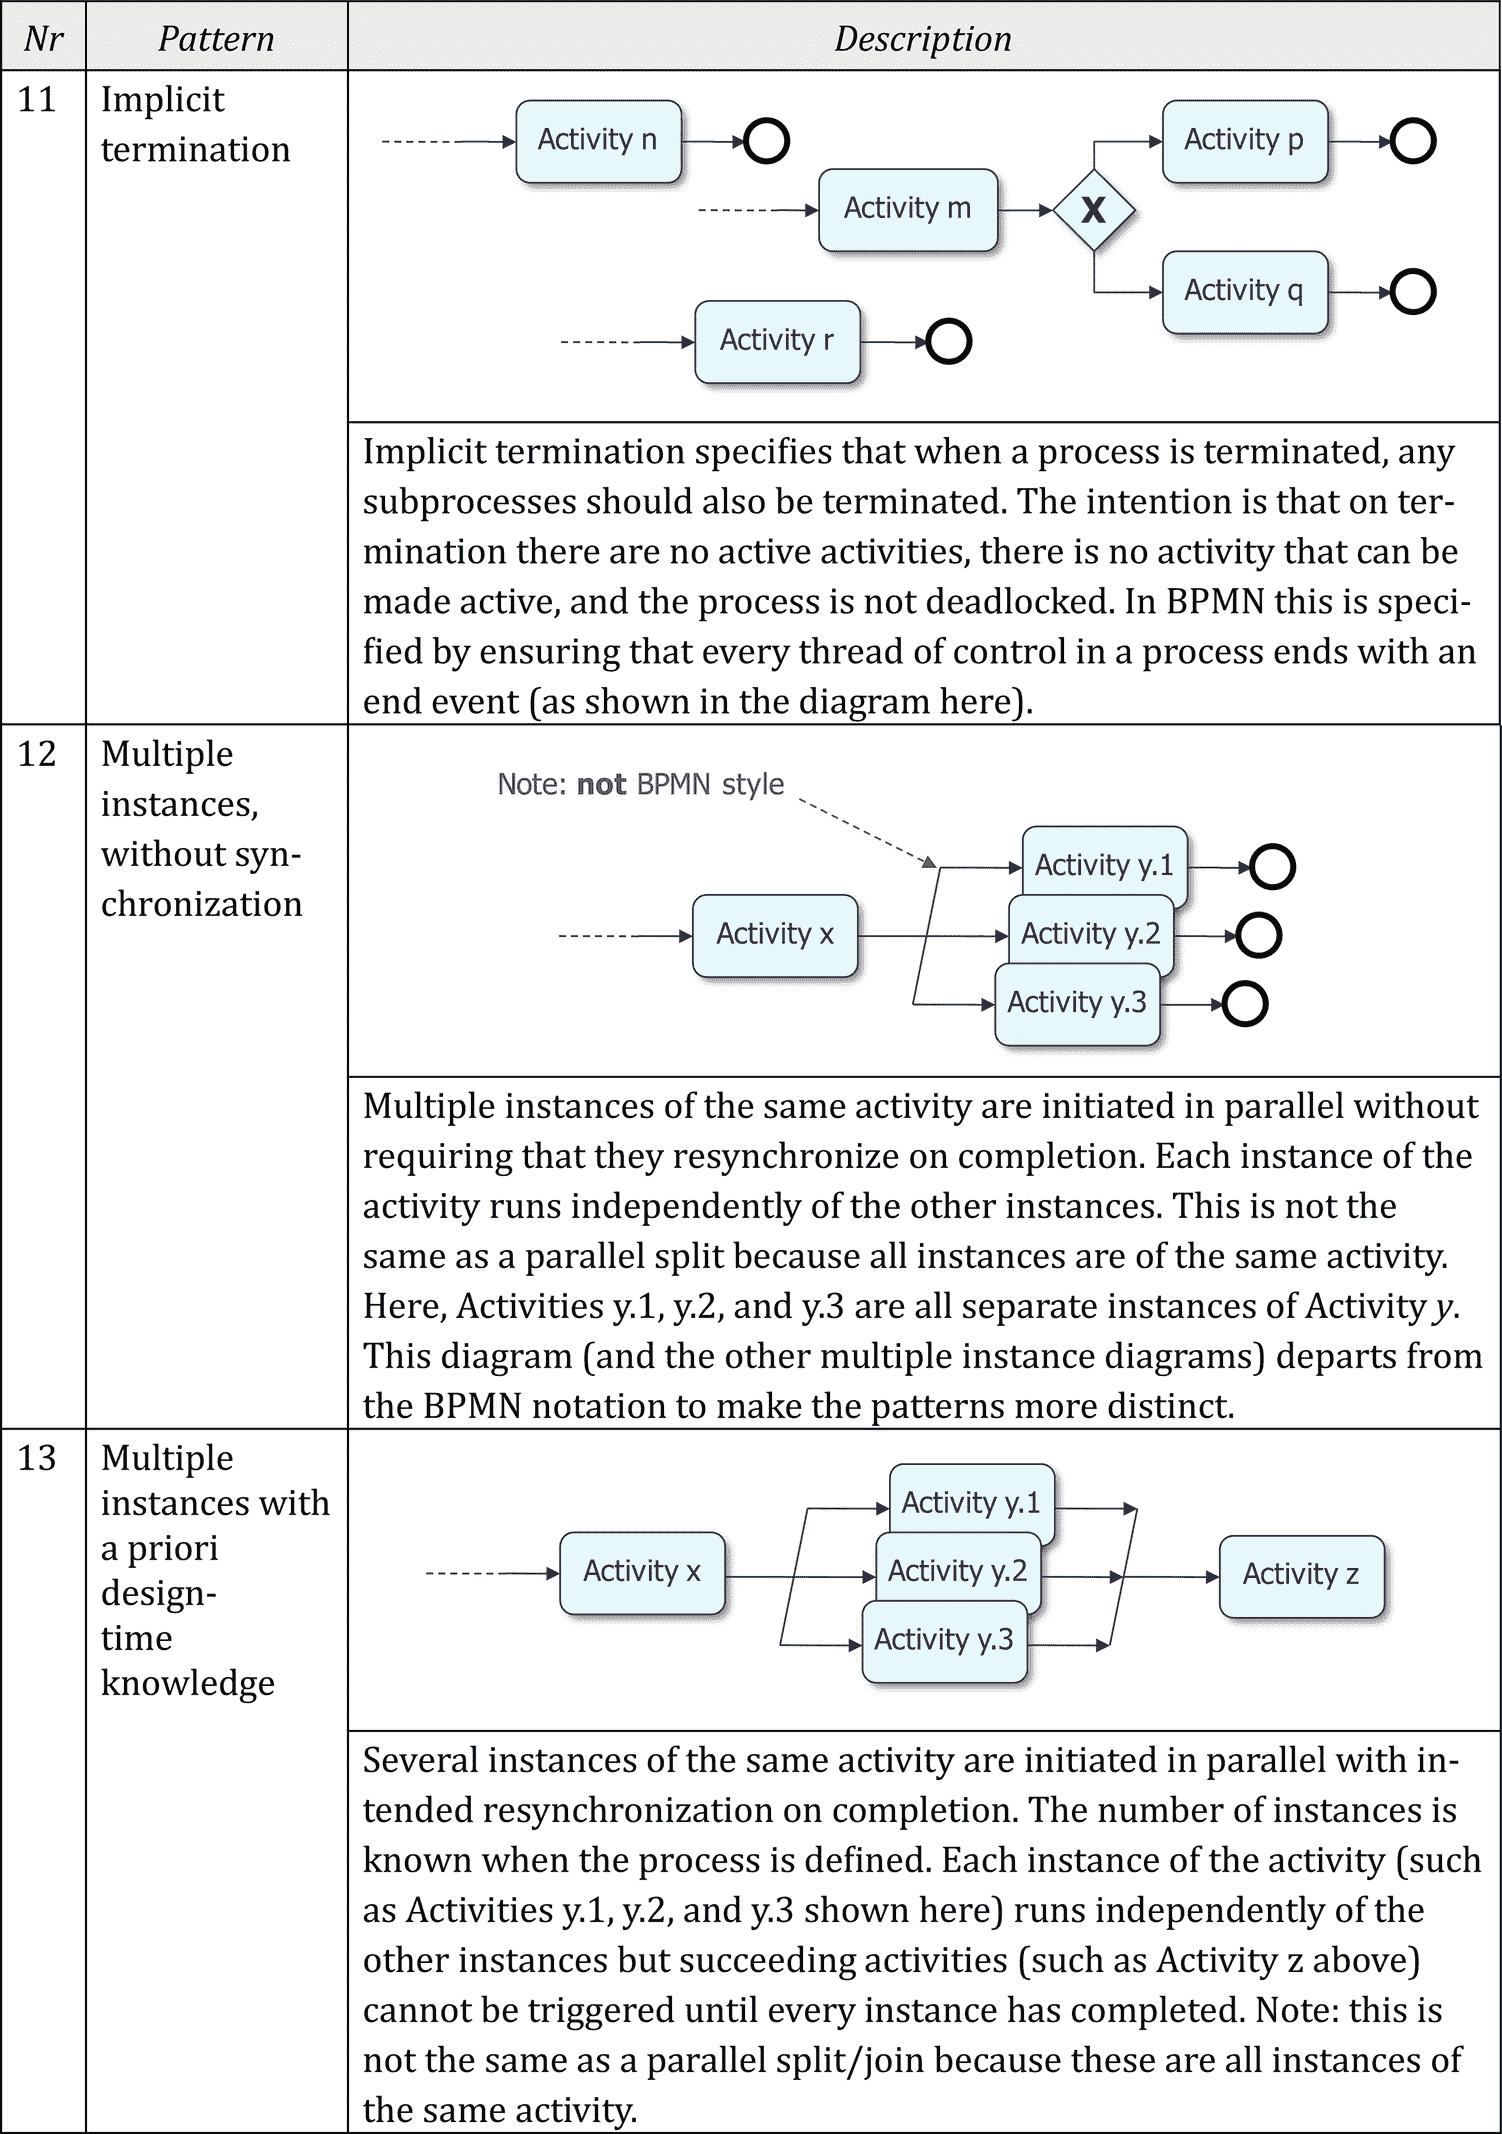 Nr Pattern Description
11 Implicit
termination
Activity n
Activity p
Activity m
X
Activity q
Activity r
Implicit termination specifies that when a process is terminated, any
subprocesses should also be terminated. The intention is that on ter-
mination there are no active activities, there is no activity that can be
made active, and the process is not deadlocked. In BPMN this is speci-
fied by ensuring that every thread of control in a process ends with an
end event (as shown in the diagram here).
12 Multiple
instances,
without syn-
chronization
Note: not BPMN style
Activity y.1
Activity x
Activity y.2
Activity y.3
Multiple instances of the same activity are initiated in parallel without
requiring that they resynchronize on completion. Each instance of the
activity runs independently of the other instances. This is not the
same as a parallel split because all instances are of the same activity.
Here, Activities y.1, y.2, and y.3 are all separate instances of Activity y.
This diagram (and the other multiple instance diagrams) departs from
the BPMN notation to make the patterns more distinct.
13 Multiple
instances with
a priori
design-
time
knowledge
Activity y.1
Activity x
Activity y.2
Activity z
Activity y.3
Several instances of the same activity are initiated in parallel with in-
tended resynchronization on completion. The number of instances is
known when the process is defined. Each instance of the activity (such
as Activities y.1, y.2, and y.3 shown here) runs independently of the
other instances but succeeding activities (such as Activity z above)
cannot be triggered until every instance has completed. Note: this is
not the same as a parallel split/join because these are all instances of
the same activity.